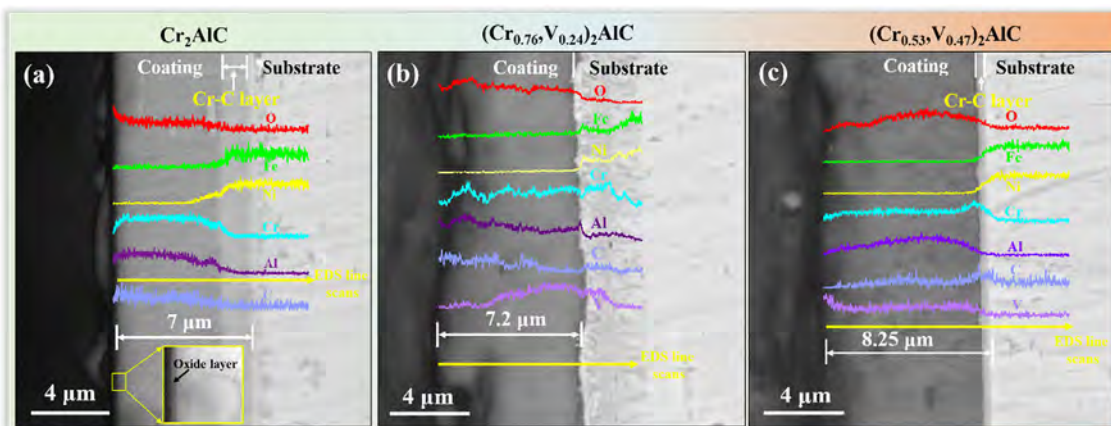 Cr₂AlC
(Cr₀.₇₆,V₀.₂₄)₂AlC
(Cr₀.₅₃,V₀.₄₇)₂AlC
(a)
Coating
Substrate
Cr-C layer
O
Fe
Ni
Cr
Al
EDS line
scans
C
7 μm
Oxide layer
4 μm
(b)
Coating
Substrate
O
Fe
Ni
Cr
Al
C
V
7.2 μm
EDS line
scans
4 μm
(c)
Coating
Substrate
Cr-C layer
O
Fe
Ni
Cr
Al
C
V
8.25 μm
EDS line
scans
4 μm